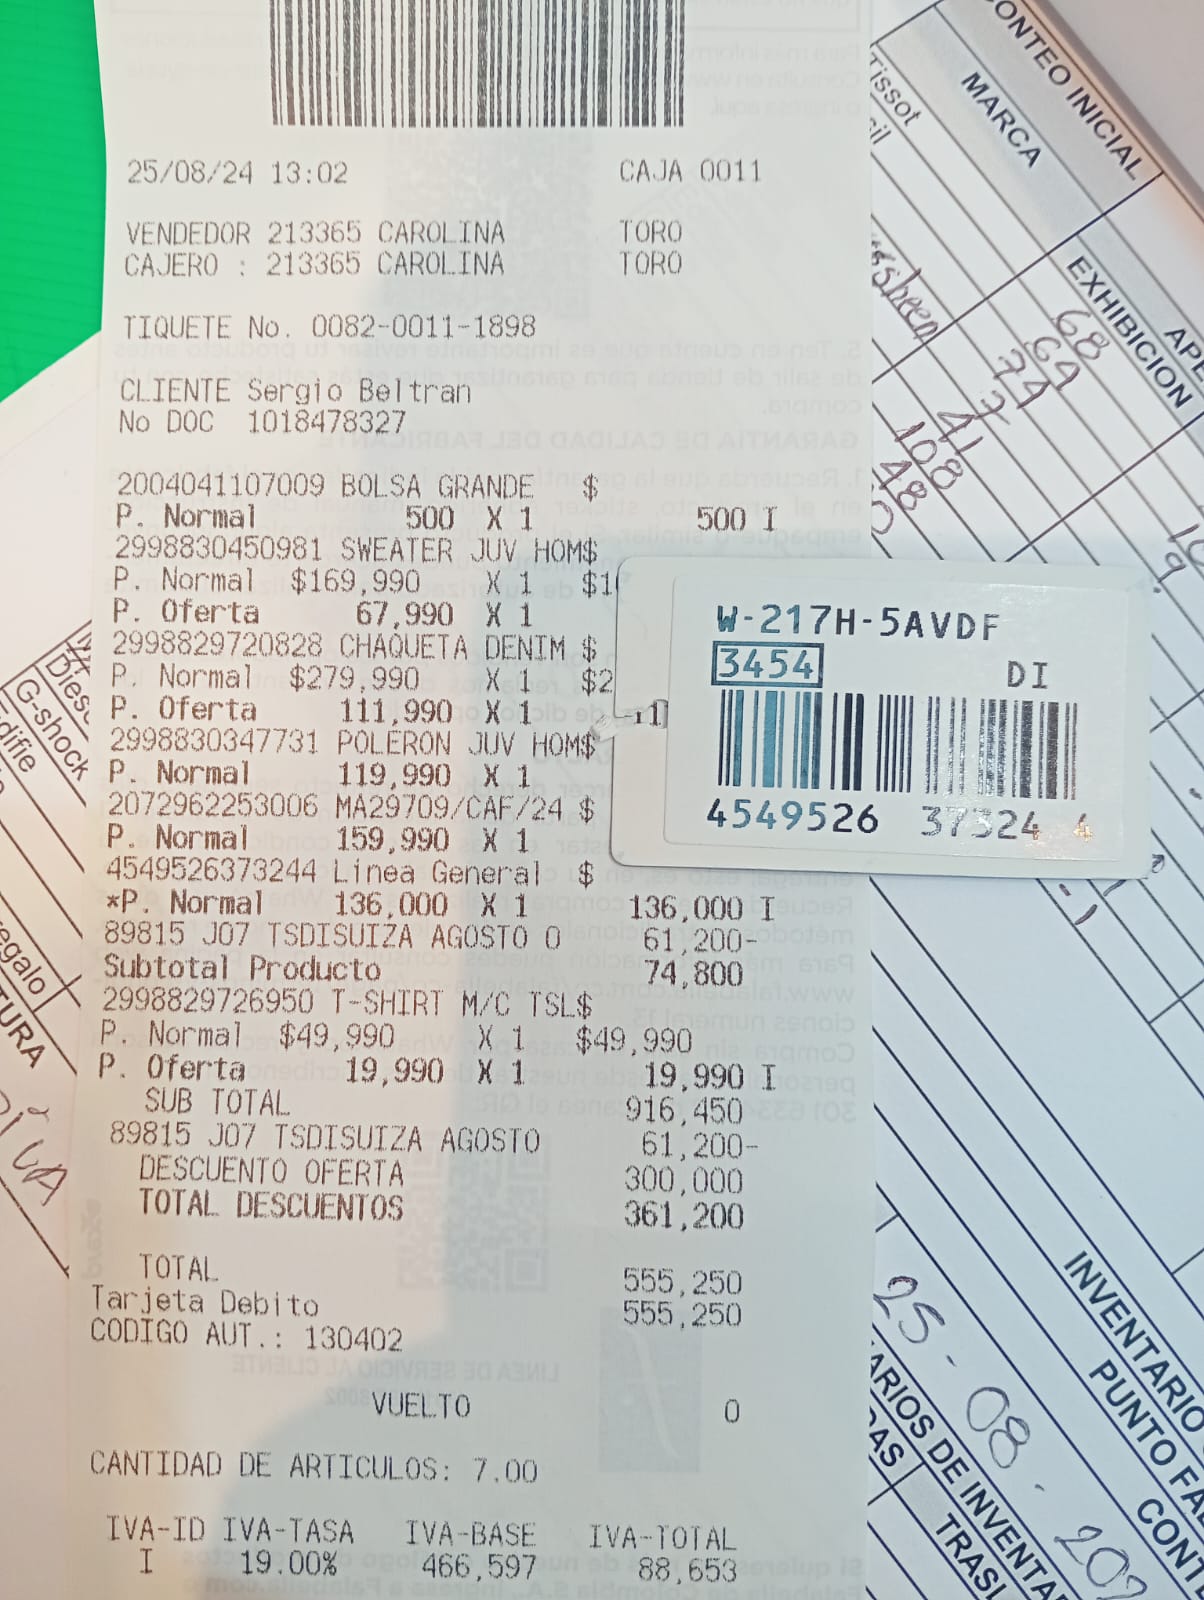 25/08/24 13:02 CAJA 0011
VENDEDOR 213365 CAROLINA TORO
CAJERO : 213365 CAROLINA TORO
TIQUETE No. 0082-0011-1898
CLIENTE Sergio Beltran
No DOC 1018478327
2004041107009 BOLSA GRANDE $
P. Normal 500 X 1 500 I
2998830450981 SWEATER JUV HOM$
P. Normal $169,990 X 1 $1
P. Oferta 67,990 X 1
2998829720828 CHAQUETA DENIM $
P. Normal $279,990 X 1 $2
P. Oferta 111,990 X 1
2998830347731 POLERON JUV HOM$
P. Normal 119,990 X 1
2072962253006 MA29709/CAF/24 $
P. Normal 159,990 X 1
4549526373244 Linea General $
*P. Normal 136,000 X 1 136,000 I
89815 J07 TSDISUIZA AGOSTO 0 61,200-
Subtotal Producto 74,800
2998829726950 T-SHIRT M/C TSL$
P. Normal $49,990 X 1 $49,990
P. Oferta 19,990 X 1 19,990 I
SUB TOTAL 916,450
89815 J07 TSDISUIZA AGOSTO 61,200-
DESCUENTO OFERTA 300,000
TOTAL DESCUENTOS 361,200
TOTAL 555,250
Tarjeta Debito 555,250
CODIGO AUT.: 130402
VUELTO 0
CANTIDAD DE ARTICULOS: 7.00
IVA-ID IVA-TASA IVA-BASE IVA-TOTAL
I 19.00% 466,597 88,653
W-217H-5AVDF
3454
DI
4549526 37324 4
CONTEO INICIAL
MARCA
EXHIBICION
Tissot
68
69
74
41
108
48
G-shock
Edifie
INVENTARIO
PUNTO FA
CONTE
25-08-202